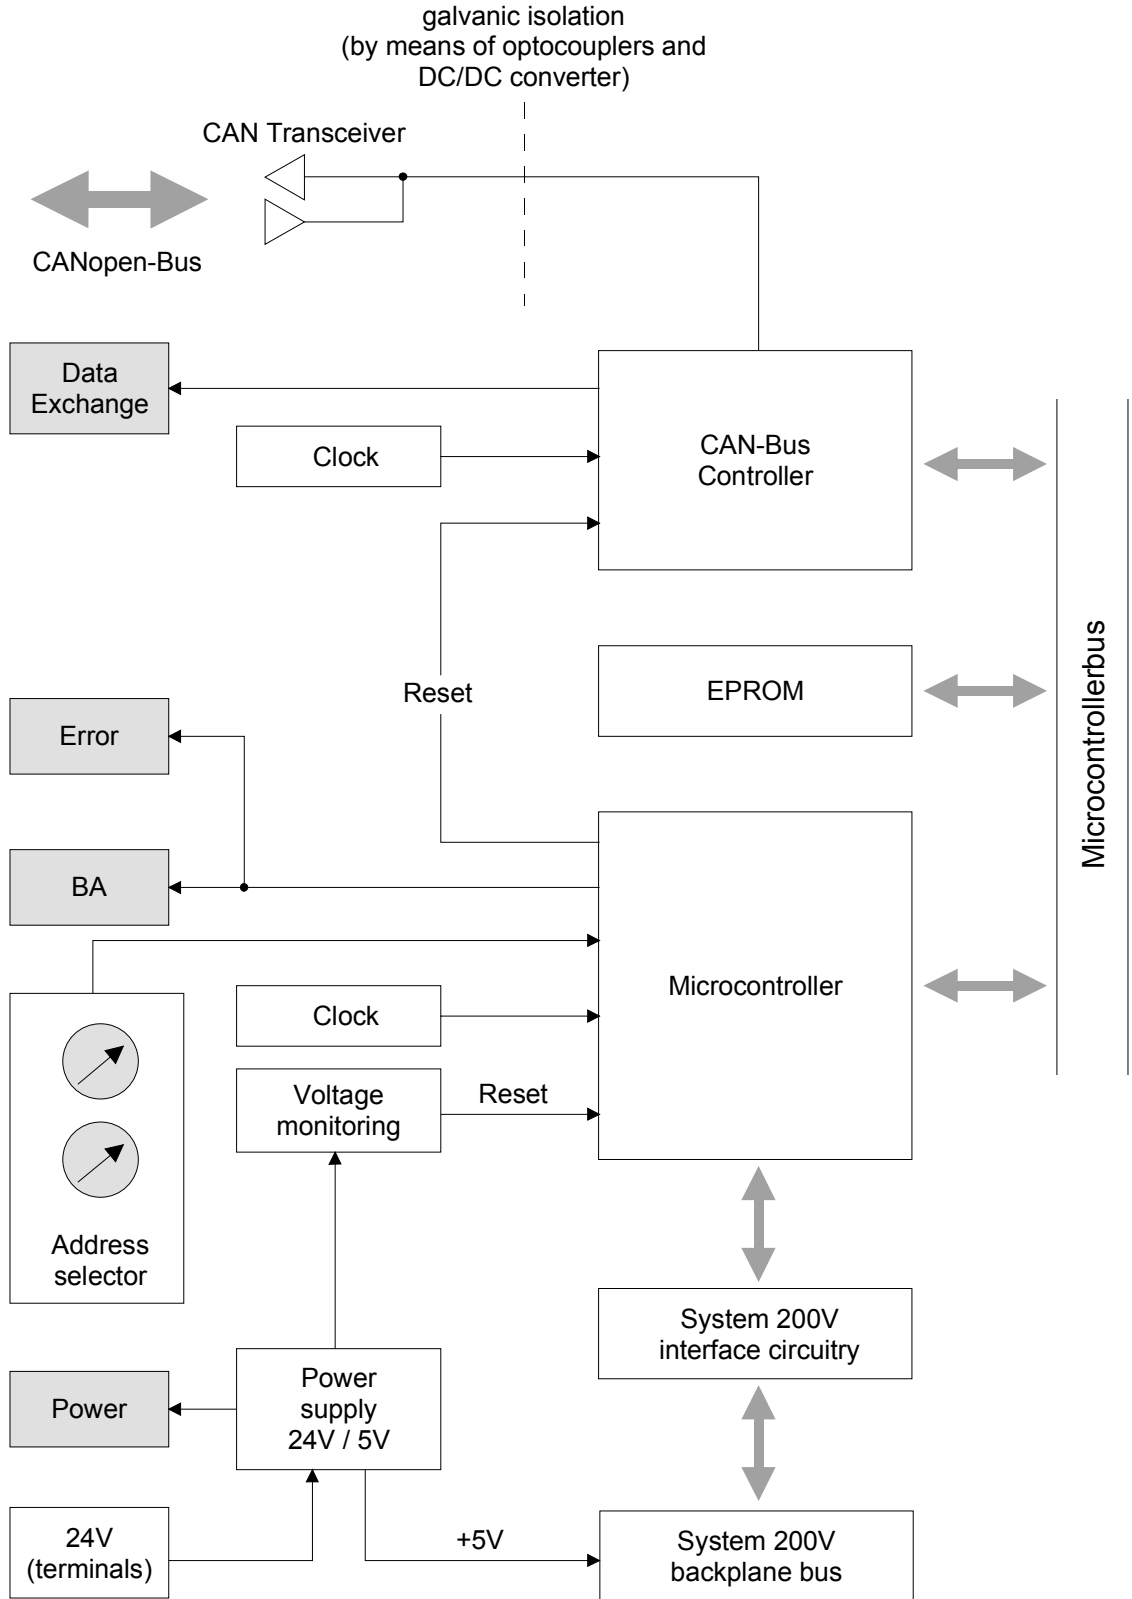 galvanic isolation
(by means of optocouplers and
DC/DC converter)
CAN Transceiver
CANopen-Bus
Data
Exchange
Clock
CAN-Bus
Controller
Reset
EPROM
Microcontrollerbus
Error
BA
Microcontroller
Clock
Voltage
monitoring
Reset
Address
selector
System 200V
interface circuitry
Power
Power
supply
24V / 5V
24V
(terminals)
+5V
System 200V
backplane bus